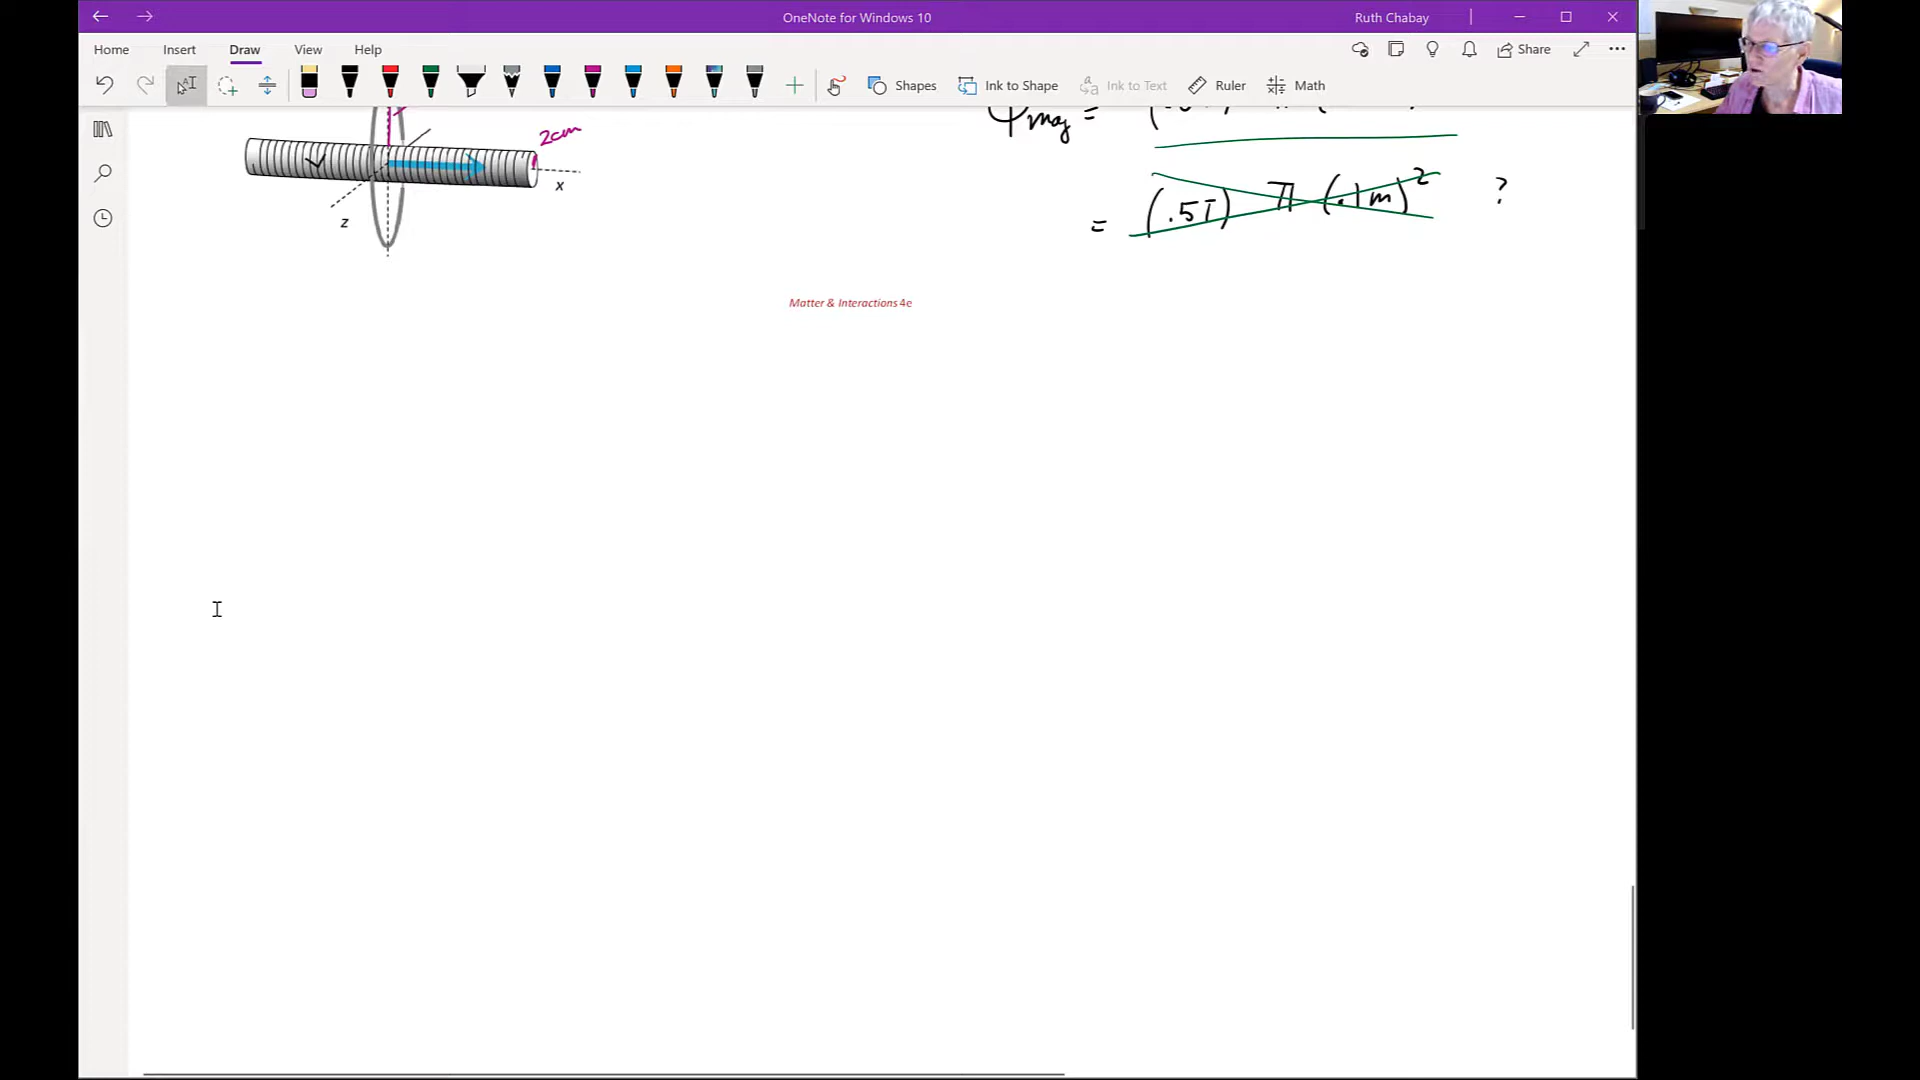 OneNote for Windows 10
Ruth Chabay
Home Insert Draw View Help
Share
Shapes
Ink to Shape
Ink to Text
Ruler
Math
2cm
x
z
Φmag =
= (.5T) π (.1m)² ?
Matter & Interactions 4e